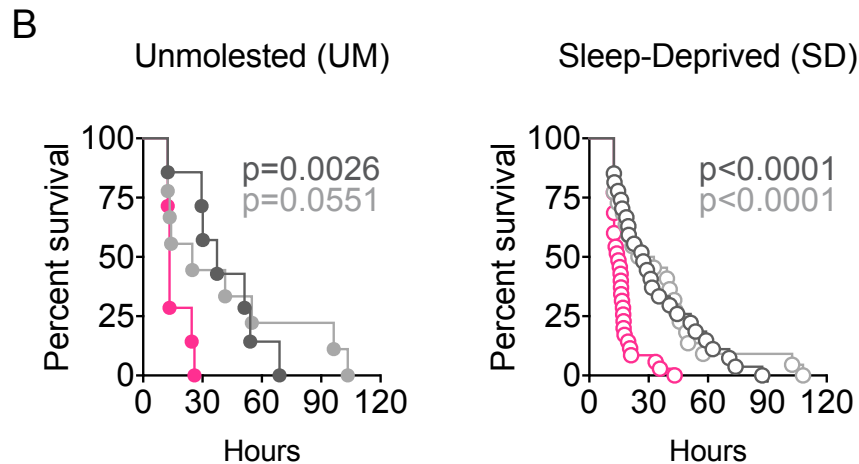 B
Unmolested (UM)
Sleep-Deprived (SD)
Percent survival
100
75
50
25
0
p=0.0026
p=0.0551
0
30
60
90
120
Hours
Percent survival
100
75
50
25
0
p<0.0001
p<0.0001
0
30
60
90
120
Hours